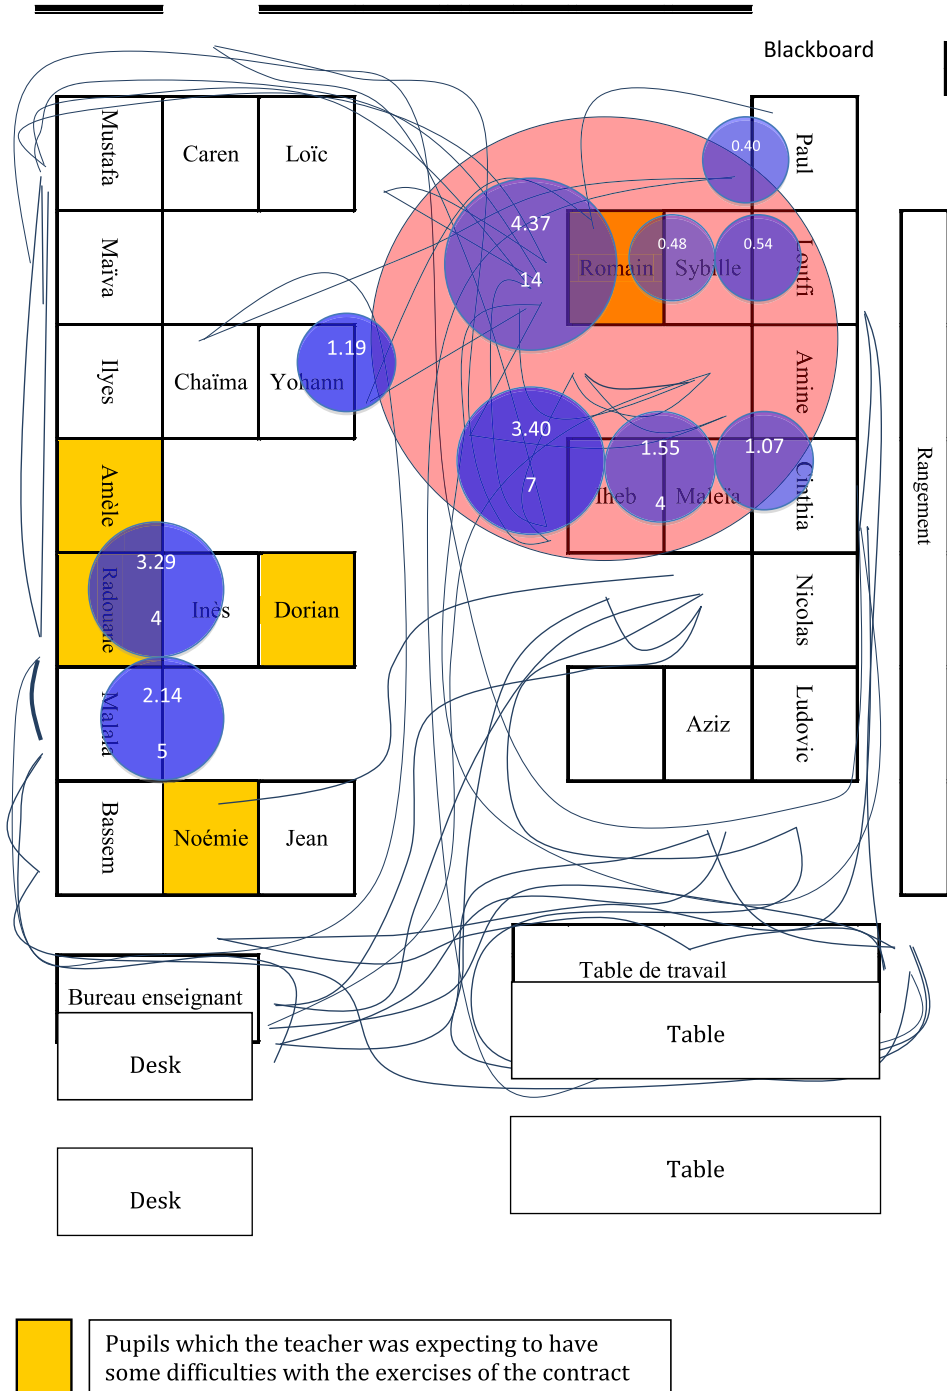 Blackboard
Mustafa
Caren
Loïc
Paul
0.40
Maïva
4.37
14
Romain
0.48
Sybille
0.54
Loutfi
Ilyes
Chaïma
Yohann
1.19
Amine
Amèle
3.40
7
Iheb
1.55
4
Maleïa
1.07
Cinthia
Rangement
Radouane
3.29
4
Inès
Dorian
Nicolas
Malala
2.14
5
Aziz
Ludovic
Bassem
Noémie
Jean
Bureau enseignant
Table de travail
Desk
Table
Desk
Table
Pupils which the teacher was expecting to have
some difficulties with the exercises of the contract